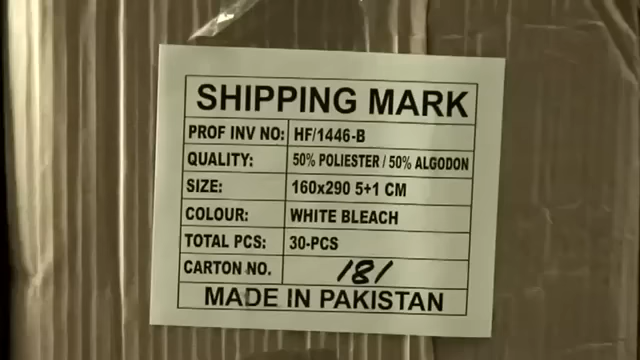 SHIPPING MARK
PROF INV NO: HF/1446-B
QUALITY: 50% POLIESTER / 50% ALGODON
SIZE: 160x290 5+1 CM
COLOUR: WHITE BLEACH
TOTAL PCS: 30-PCS
CARTON NO. 181
MADE IN PAKISTAN